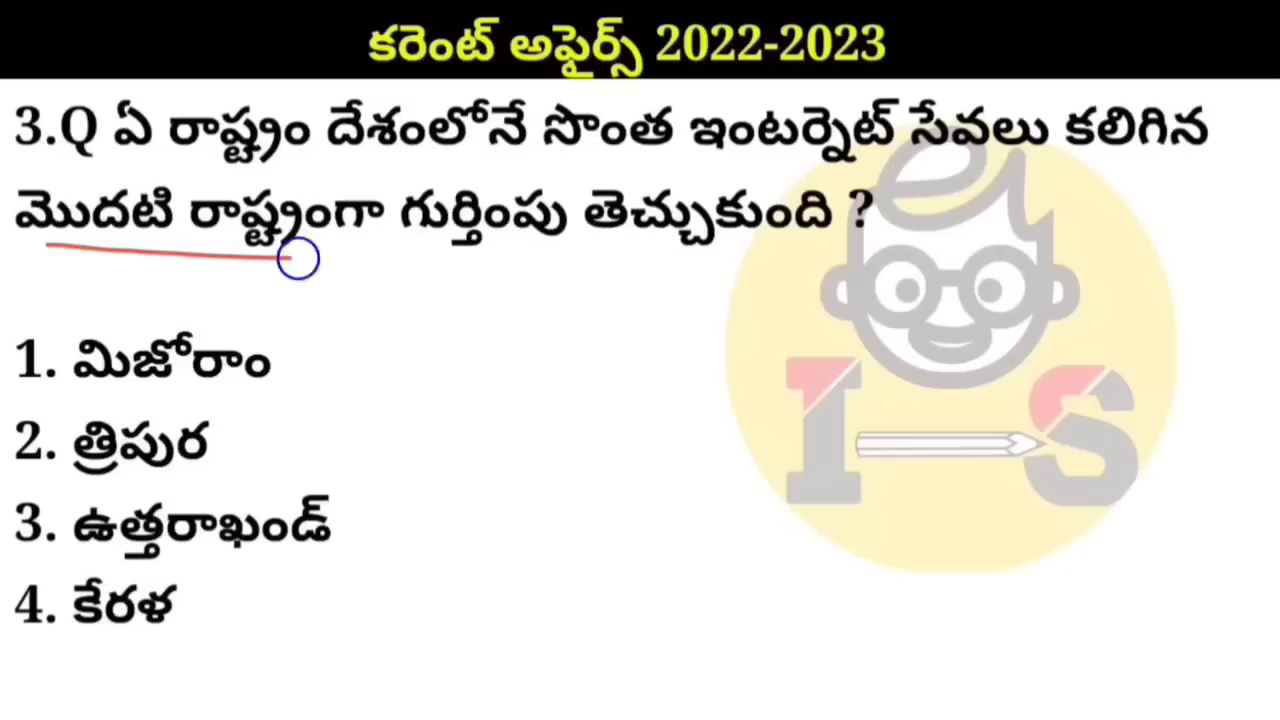 కరెంట్ అఫైర్స్ 2022-2023
3.Q ఏ రాష్ట్రం దేశంలోనే సొంత ఇంటర్నెట్ సేవలు కలిగిన
మొదటి రాష్ట్రంగా గుర్తింపు తెచ్చుకుంది ?
1. మిజోరాం
2. త్రిపుర
3. ఉత్తరాఖండ్
4. కేరళ
I S